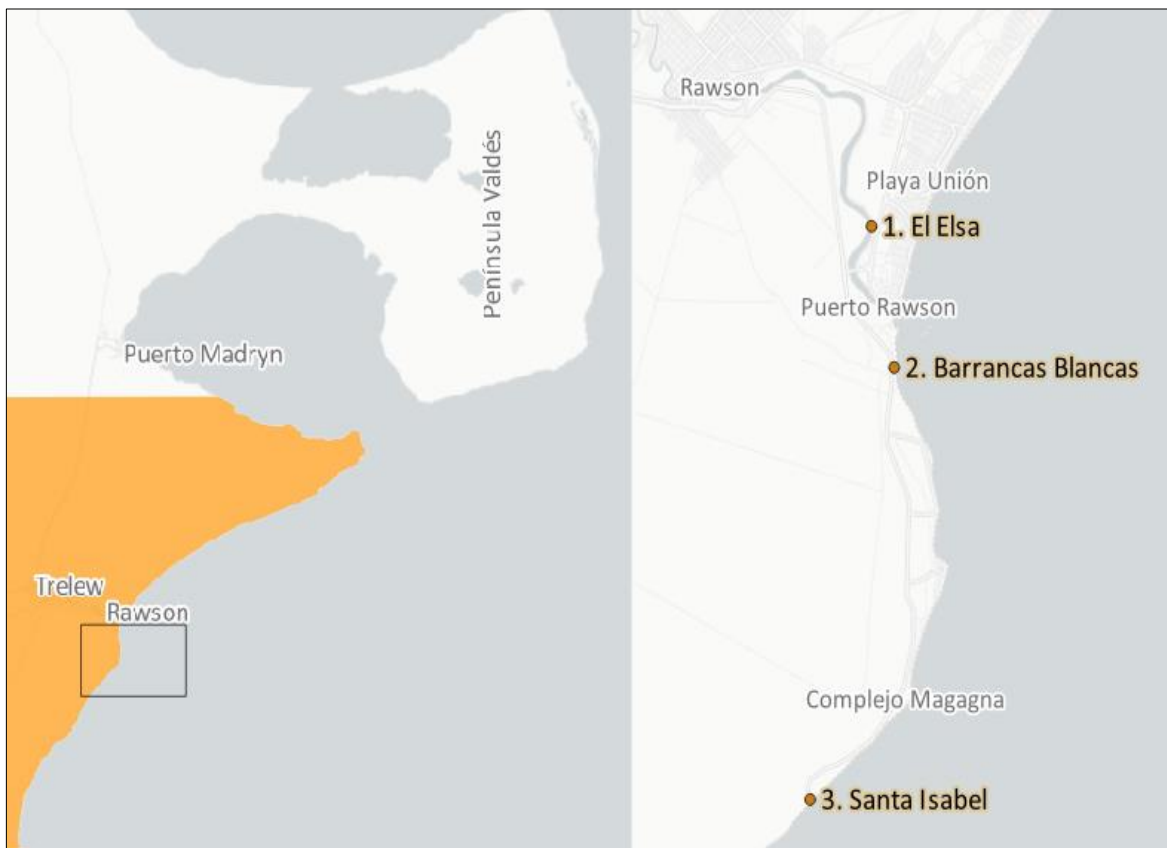 Península Valdés
Puerto Madryn
Trelew
Rawson
Rawson
Playa Unión
1. El Elsa
Puerto Rawson
2. Barrancas Blancas
Complejo Magagna
3. Santa Isabel